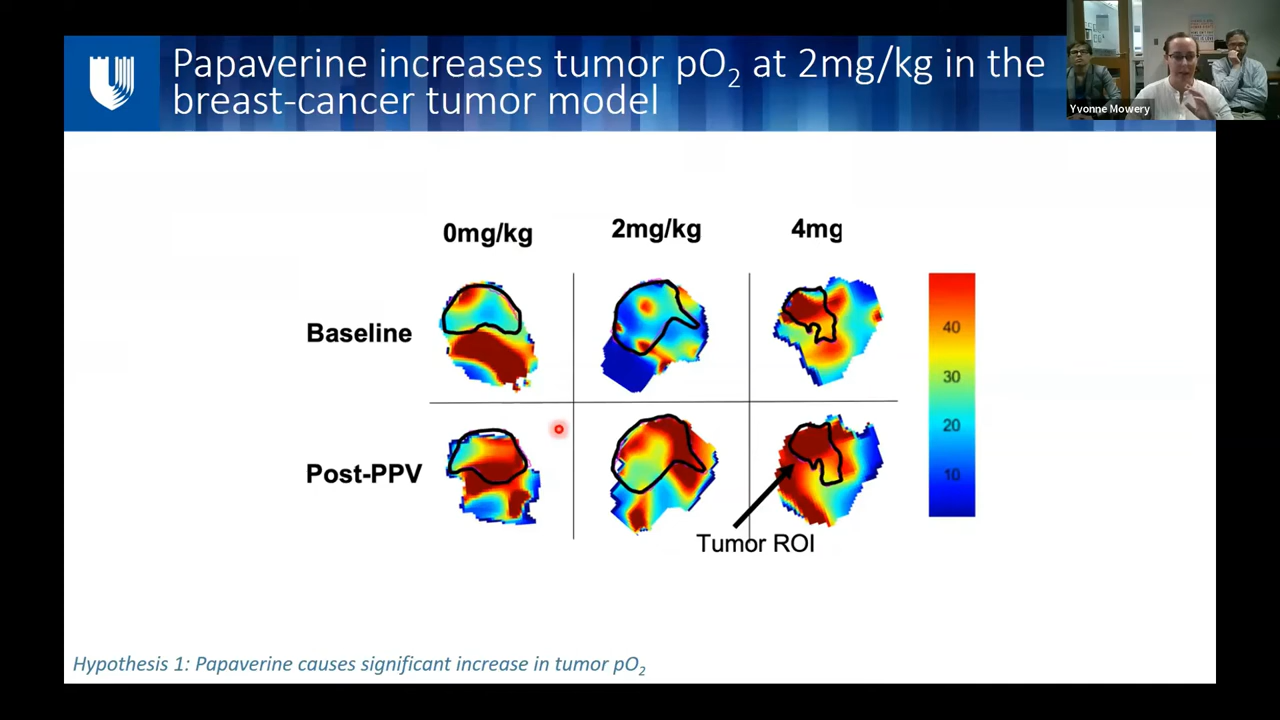 Papaverine increases tumor pO₂ at 2mg/kg in the
breast-cancer tumor model
Yvonne Mowery
0mg/kg
2mg/kg
4mg
Baseline
40
30
20
10
Post-PPV
Tumor ROI
Hypothesis 1: Papaverine causes significant increase in tumor pO₂